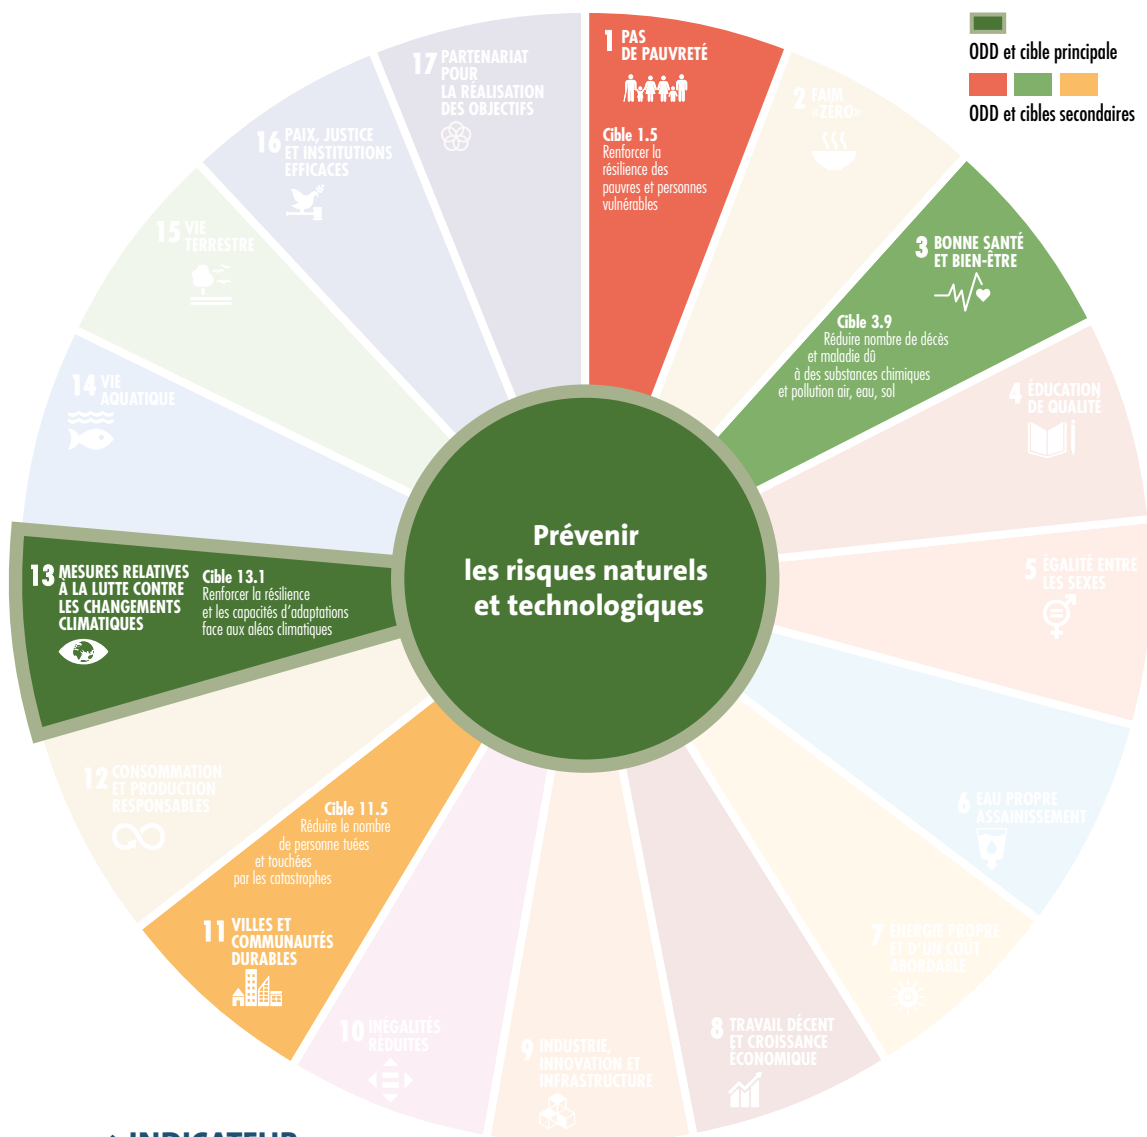 ODD et cible principale
ODD et cibles secondaires
1 PAS
DE PAUVRETÉ
Cible 1.5
Renforcer la
résilience des
pauvres et personnes
vulnérables
2 FAIM
«ZÉRO»
3 BONNE SANTÉ
ET BIEN-ÊTRE
Cible 3.9
Réduire nombre de décès
et maladie dû
à des substances chimiques
et pollution air, eau, sol
4 ÉDUCATION
DE QUALITÉ
5 ÉGALITÉ ENTRE
LES SEXES
6 EAU PROPRE
ASSAINISSEMENT
7 ÉNERGIE PROPRE
ET D'UN COÛT
ABORDABLE
8 TRAVAIL DÉCENT
ET CROISSANCE
ÉCONOMIQUE
9 INDUSTRIE,
INNOVATION ET
INFRASTRUCTURE
10 INÉGALITÉS
RÉDUITES
11 VILLES ET
COMMUNAUTÉS
DURABLES
Cible 11.5
Réduire le nombre
de personne tuées
et touchées
par les catastrophes
12 CONSOMMATION
ET PRODUCTION
RESPONSABLES
13 MESURES RELATIVES
À LA LUTTE CONTRE
LES CHANGEMENTS
CLIMATIQUES
Cible 13.1
Renforcer la résilience
et les capacités d'adaptations
face aux aléas climatiques
14 VIE
AQUATIQUE
15 VIE
TERRESTRE
16 PAIX, JUSTICE
ET INSTITUTIONS
EFFICACES
17 PARTENARIAT
POUR
LA RÉALISATION
DES OBJECTIFS
Prévenir
les risques naturels
et technologiques
INDICATEUR